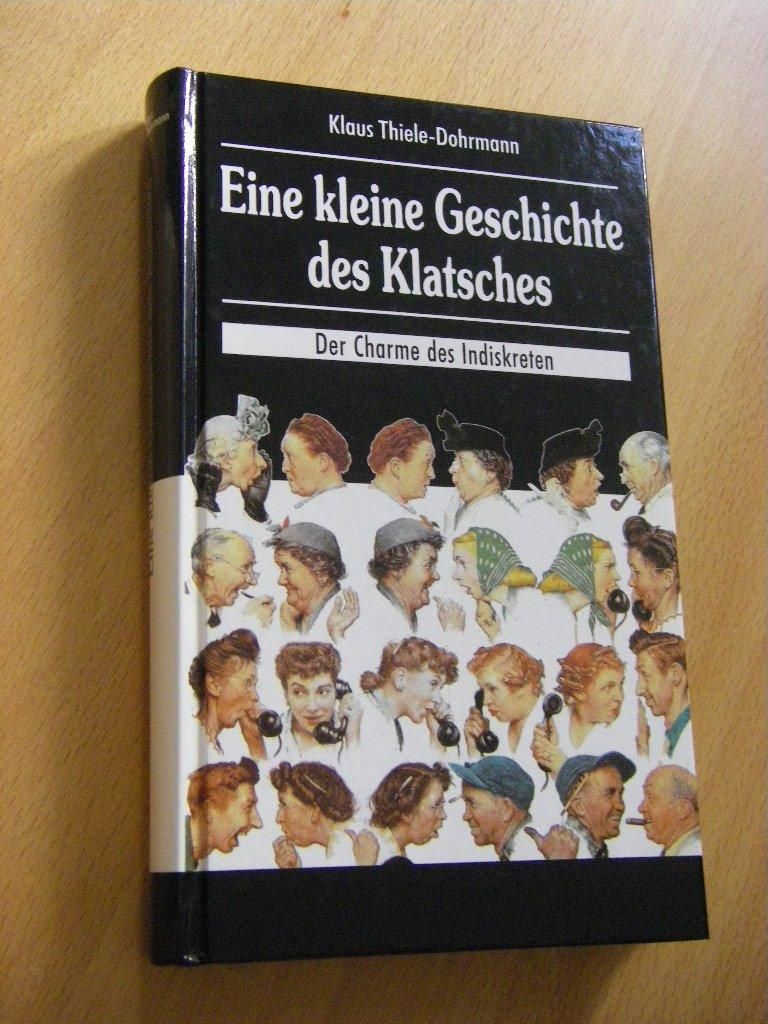 Klaus Thiele-Dohrmann
Eine kleine Geschichte
des Klatsches
Der Charme des Indiskreten